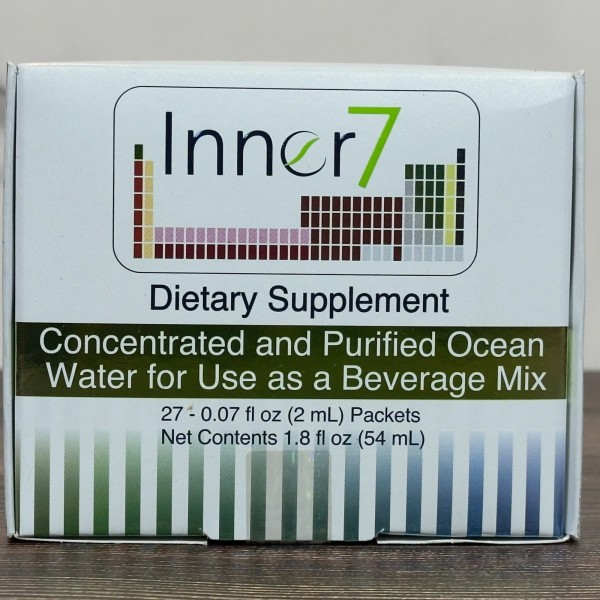 Inner7
Dietary Supplement
Concentrated and Purified Ocean
Water for Use as a Beverage Mix
27 - 0.07 fl oz (2 mL) Packets
Net Contents 1.8 fl oz (54 mL)